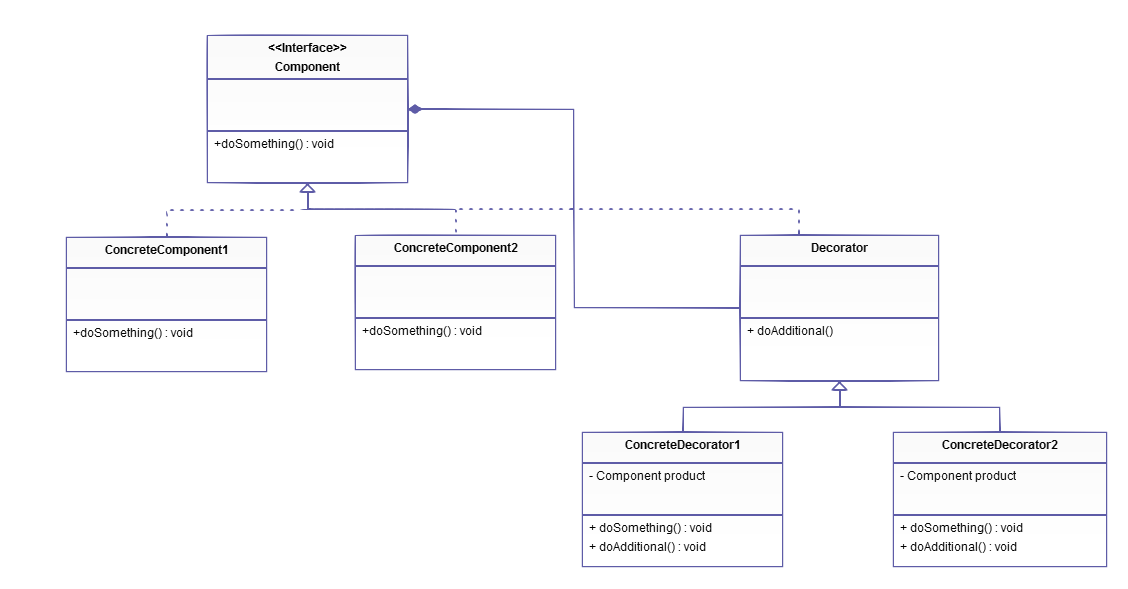 <<Interface>>
Component
+doSomething() : void
ConcreteComponent1
+doSomething() : void
ConcreteComponent2
+doSomething() : void
Decorator
+ doAdditional()
ConcreteDecorator1
- Component product
+ doSomething() : void
+ doAdditional() : void
ConcreteDecorator2
- Component product
+ doSomething() : void
+ doAdditional() : void